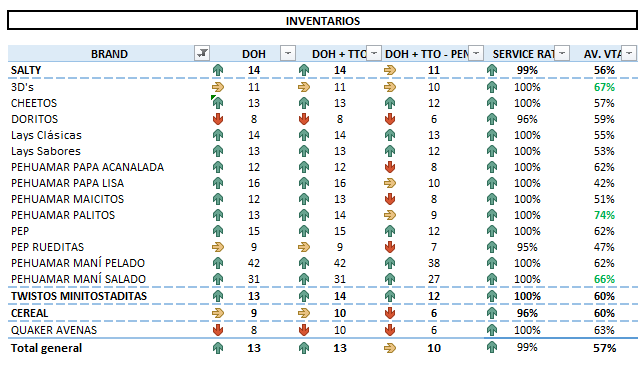 INVENTARIOS
BRAND DOH DOH + TTO DOH + TTO - PEN SERVICE RAT AV. VTA
SALTY 14 14 11 99% 56%
3D's 11 11 10 100% 67%
CHEETOS 13 13 12 100% 57%
DORITOS 8 8 6 96% 59%
Lays Clásicas 14 14 13 100% 55%
Lays Sabores 13 13 12 100% 53%
PEHUAMAR PAPA ACANALADA 12 12 8 100% 62%
PEHUAMAR PAPA LISA 16 16 10 100% 42%
PEHUAMAR MAICITOS 12 13 8 100% 51%
PEHUAMAR PALITOS 13 14 9 100% 74%
PEP 15 15 12 100% 62%
PEP RUEDITAS 9 9 7 95% 47%
PEHUAMAR MANÍ PELADO 42 42 38 100% 62%
PEHUAMAR MANÍ SALADO 31 31 27 100% 66%
TWISTOS MINITOSTADITAS 13 14 12 100% 60%
CEREAL 9 10 6 96% 60%
QUAKER AVENAS 8 10 6 100% 63%
Total general 13 13 10 99% 57%